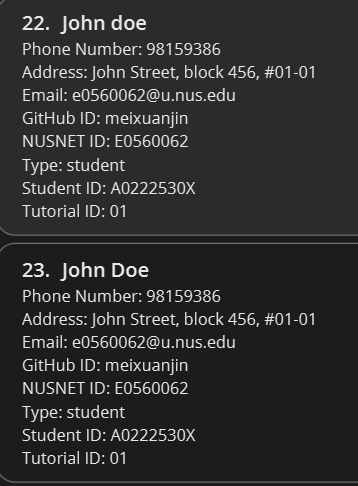 22. John doe
Phone Number: 98159386
Address: John Street, block 456, #01-01
Email: e0560062@u.nus.edu
GitHub ID: meixuanjin
NUSNET ID: E0560062
Type: student
Student ID: A0222530X
Tutorial ID: 01
23. John Doe
Phone Number: 98159386
Address: John Street, block 456, #01-01
Email: e0560062@u.nus.edu
GitHub ID: meixuanjin
NUSNET ID: E0560062
Type: student
Student ID: A0222530X
Tutorial ID: 01